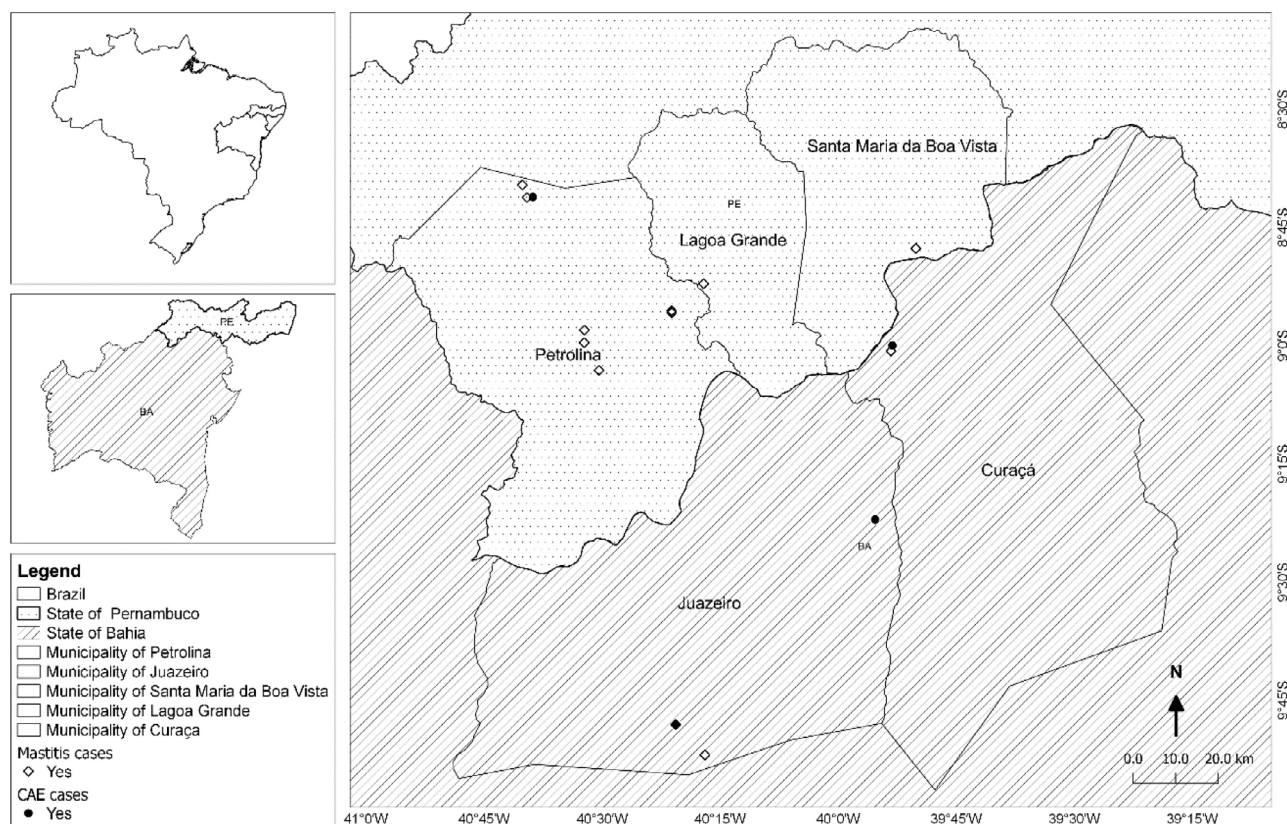 PE
BA
Legend
Brazil
State of Pernambuco
State of Bahia
Municipality of Petrolina
Municipality of Juazeiro
Municipality of Santa Maria da Boa Vista
Municipality of Lagoa Grande
Municipality of Curaça
Mastitis cases
Yes
CAE cases
Yes
Santa Maria da Boa Vista
PE
Lagoa Grande
Petrolina
Curaçá
BA
Juazeiro
N
0.0 10.0 20.0 km
8°30'S
8°45'S
9°0'S
9°15'S
9°30'S
9°45'S
41°0'W 40°45'W 40°30'W 40°15'W 40°0'W 39°45'W 39°30'W 39°15'W